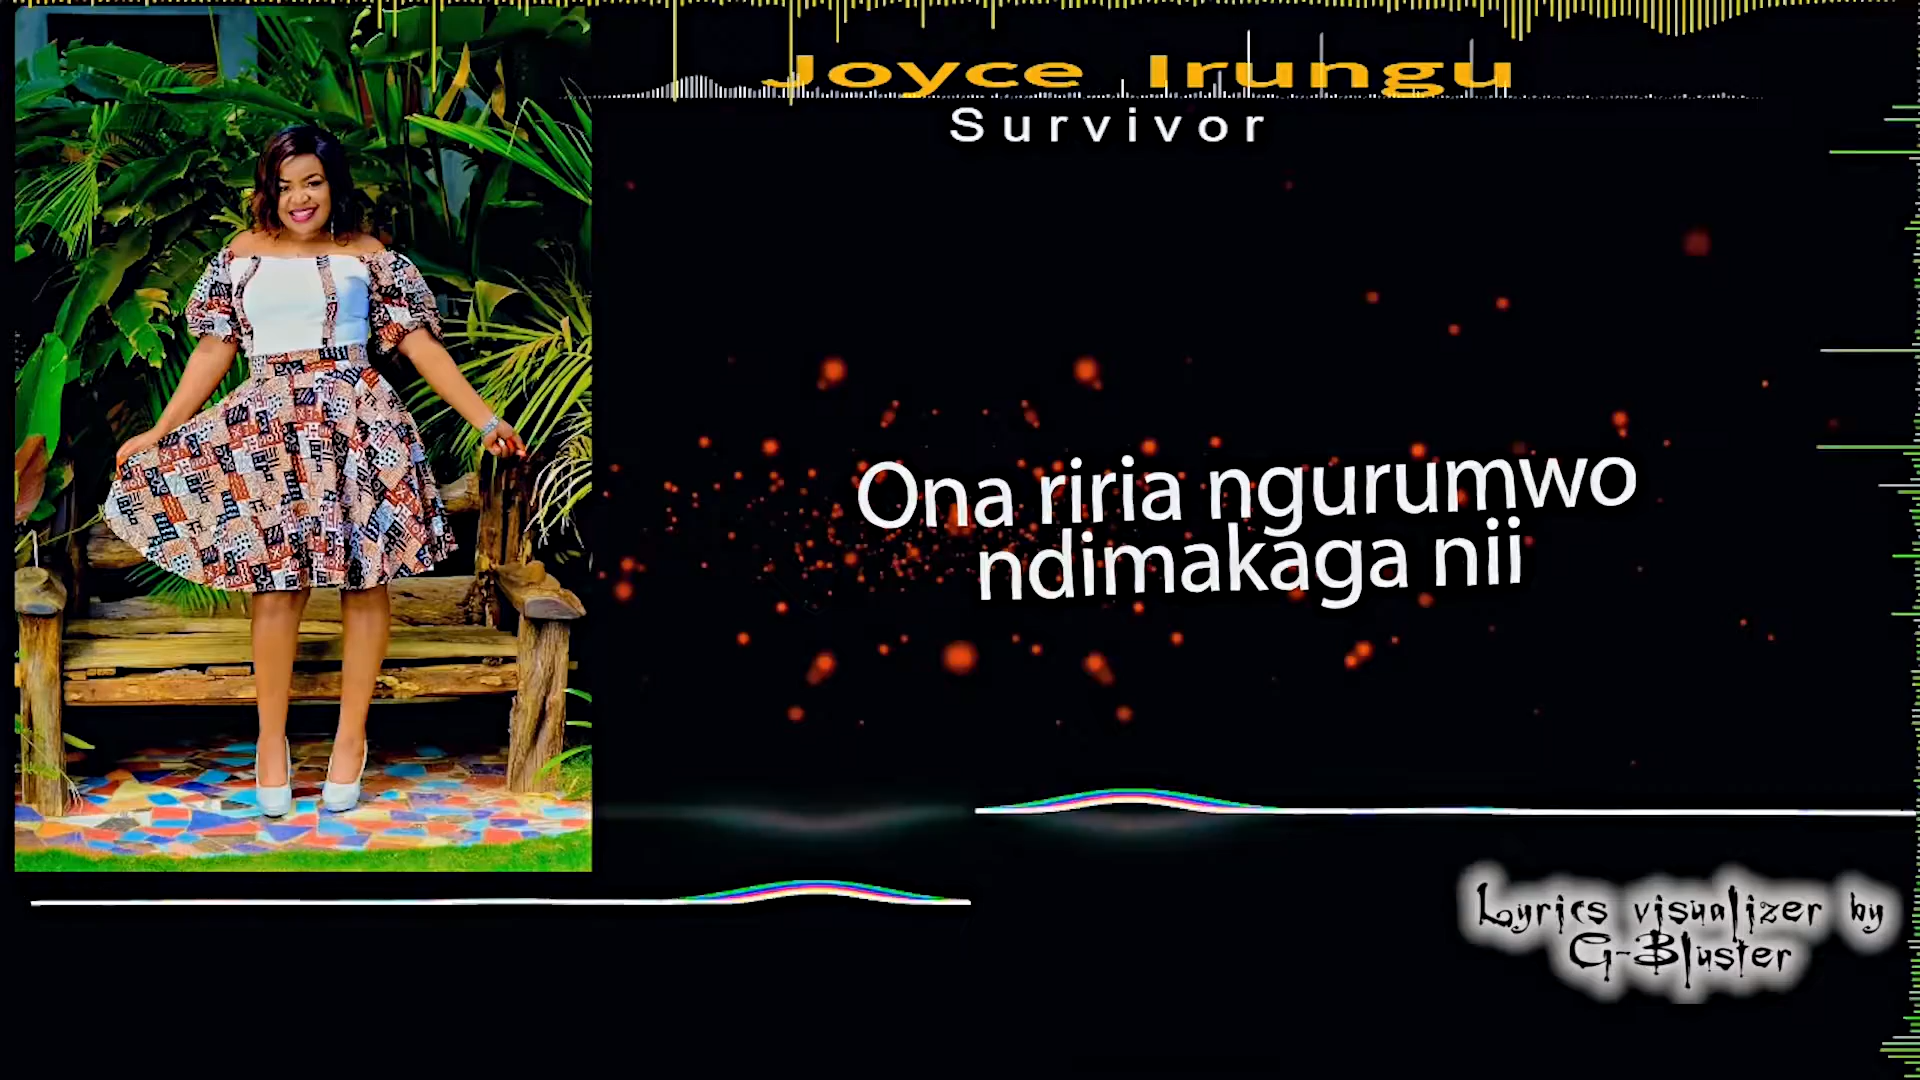 Joyce Irungu
Survivor
Ona riria ngurumwo
ndimakaga nii
Lyrics visualizer by
G-Bluster